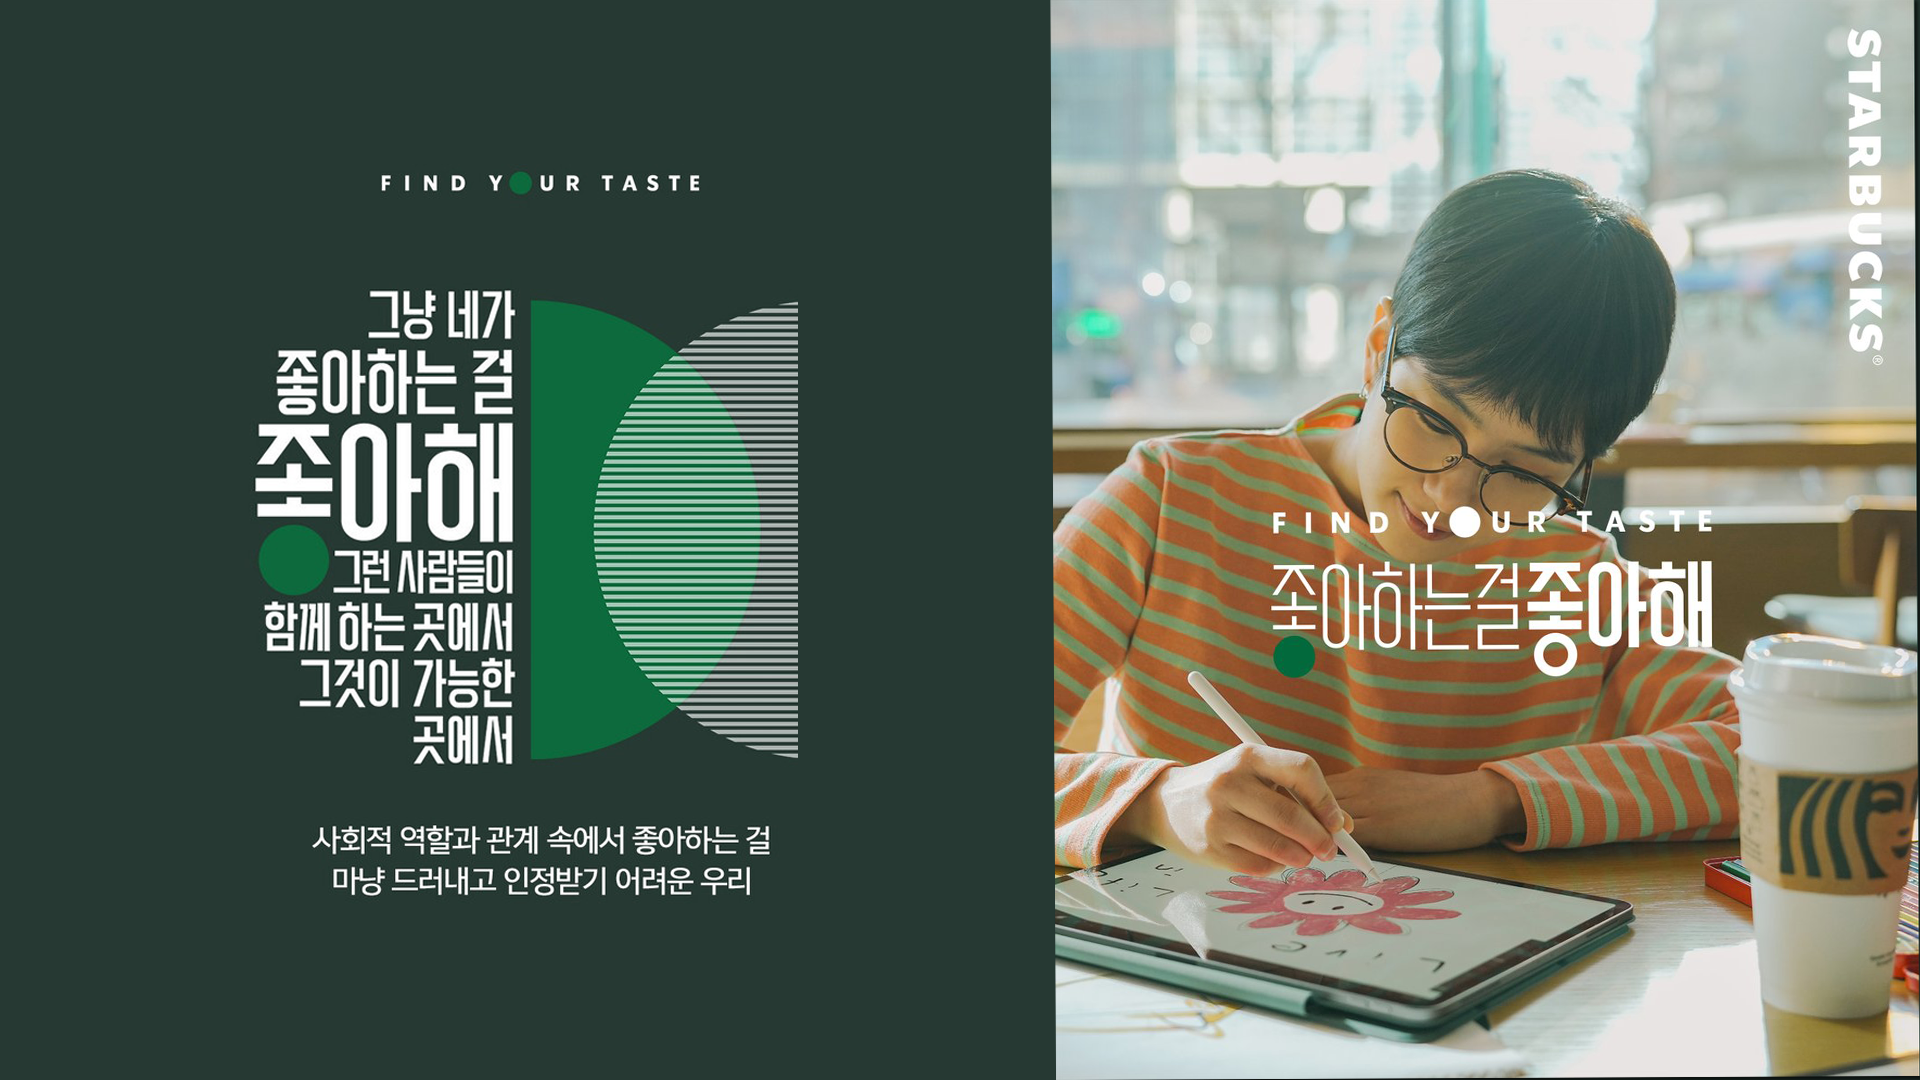 FIND YOUR TASTE
그냥 네가
좋아하는 걸
좋아해
그런 사람들이
함께 하는 곳에서
그것이 가능한
곳에서
사회적 역할과 관계 속에서 좋아하는 걸
마냥 드러내고 인정받기 어려운 우리
STARBUCKS®
FIND YOUR TASTE
좋아하는걸좋아해
Live